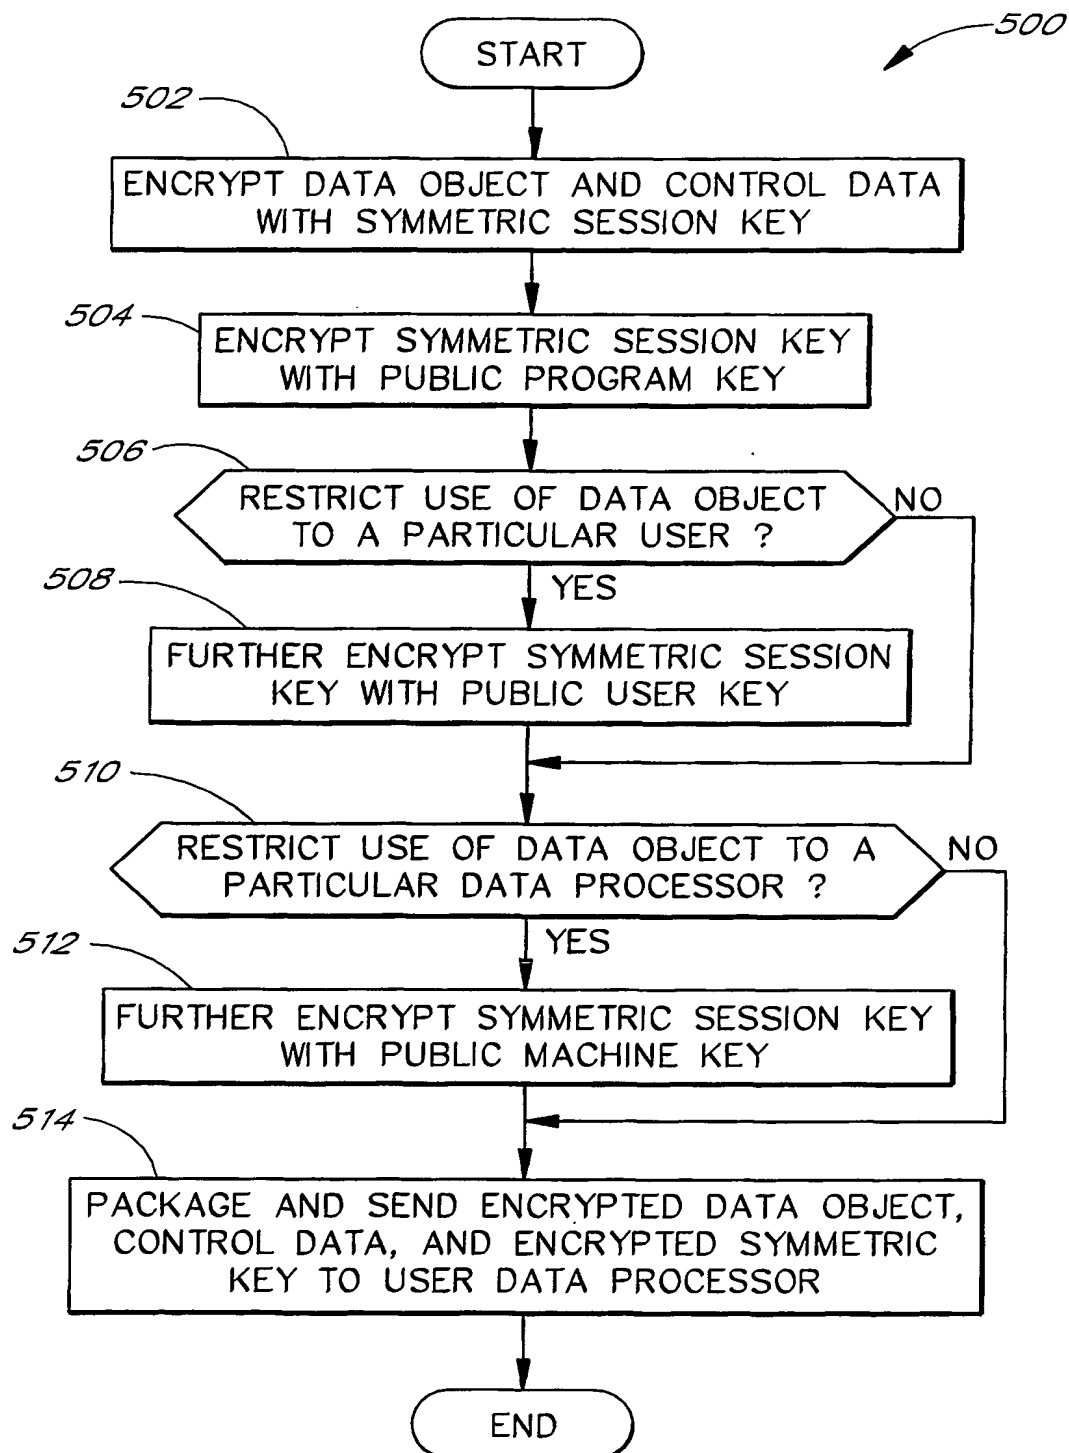 500
START
502
ENCRYPT DATA OBJECT AND CONTROL DATA
WITH SYMMETRIC SESSION KEY
504
ENCRYPT SYMMETRIC SESSION KEY
WITH PUBLIC PROGRAM KEY
506
RESTRICT USE OF DATA OBJECT
TO A PARTICULAR USER ?
NO
YES
508
FURTHER ENCRYPT SYMMETRIC SESSION
KEY WITH PUBLIC USER KEY
510
RESTRICT USE OF DATA OBJECT TO A
PARTICULAR DATA PROCESSOR ?
NO
YES
512
FURTHER ENCRYPT SYMMETRIC SESSION KEY
WITH PUBLIC MACHINE KEY
514
PACKAGE AND SEND ENCRYPTED DATA OBJECT,
CONTROL DATA, AND ENCRYPTED SYMMETRIC
KEY TO USER DATA PROCESSOR
END